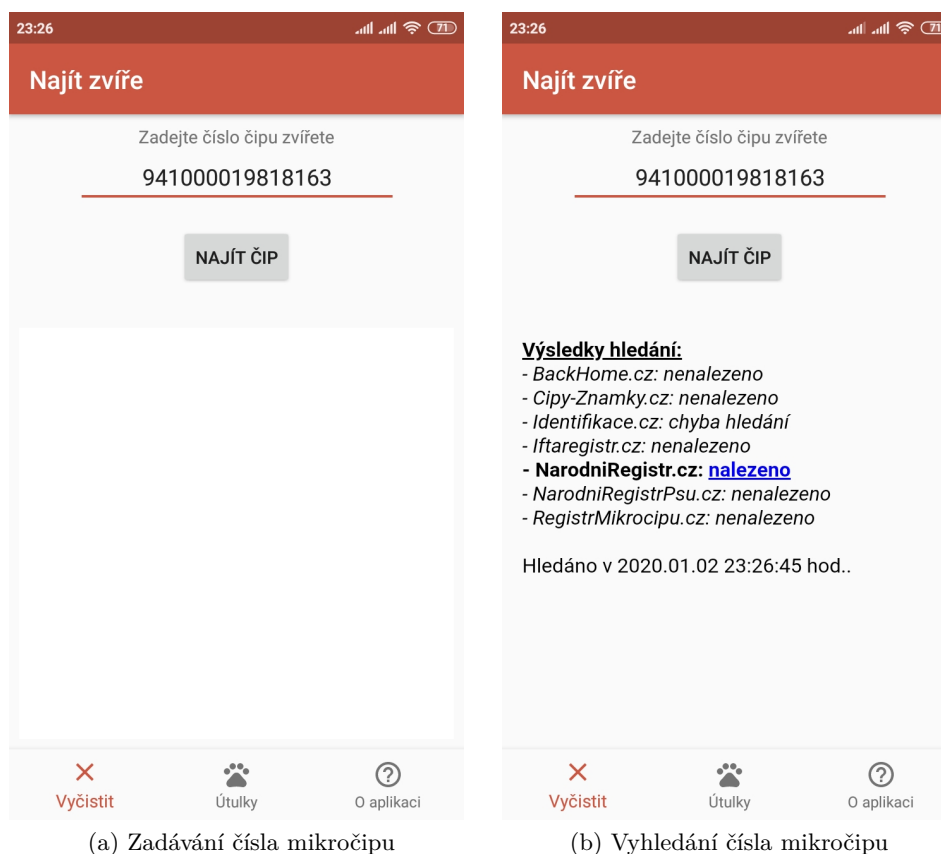 23:26
71
Najít zvíře
Zadejte číslo čipu zvířete
941000019818163
NAJÍT ČIP
Vyčistit
Útulky
O aplikaci
(a) Zadávání čísla mikročipu
23:26
71
Najít zvíře
Zadejte číslo čipu zvířete
941000019818163
NAJÍT ČIP
Výsledky hledání:
- BackHome.cz: nenalezeno
- Cipy-Znamky.cz: nenalezeno
- Identifikace.cz: chyba hledání
- Iftaregistr.cz: nenalezeno
- NarodniRegistr.cz: nalezeno
- NarodniRegistrPsu.cz: nenalezeno
- RegistrMikrocipu.cz: nenalezeno
Hledáno v 2020.01.02 23:26:45 hod..
Vyčistit
Útulky
O aplikaci
(b) Vyhledání čísla mikročipu